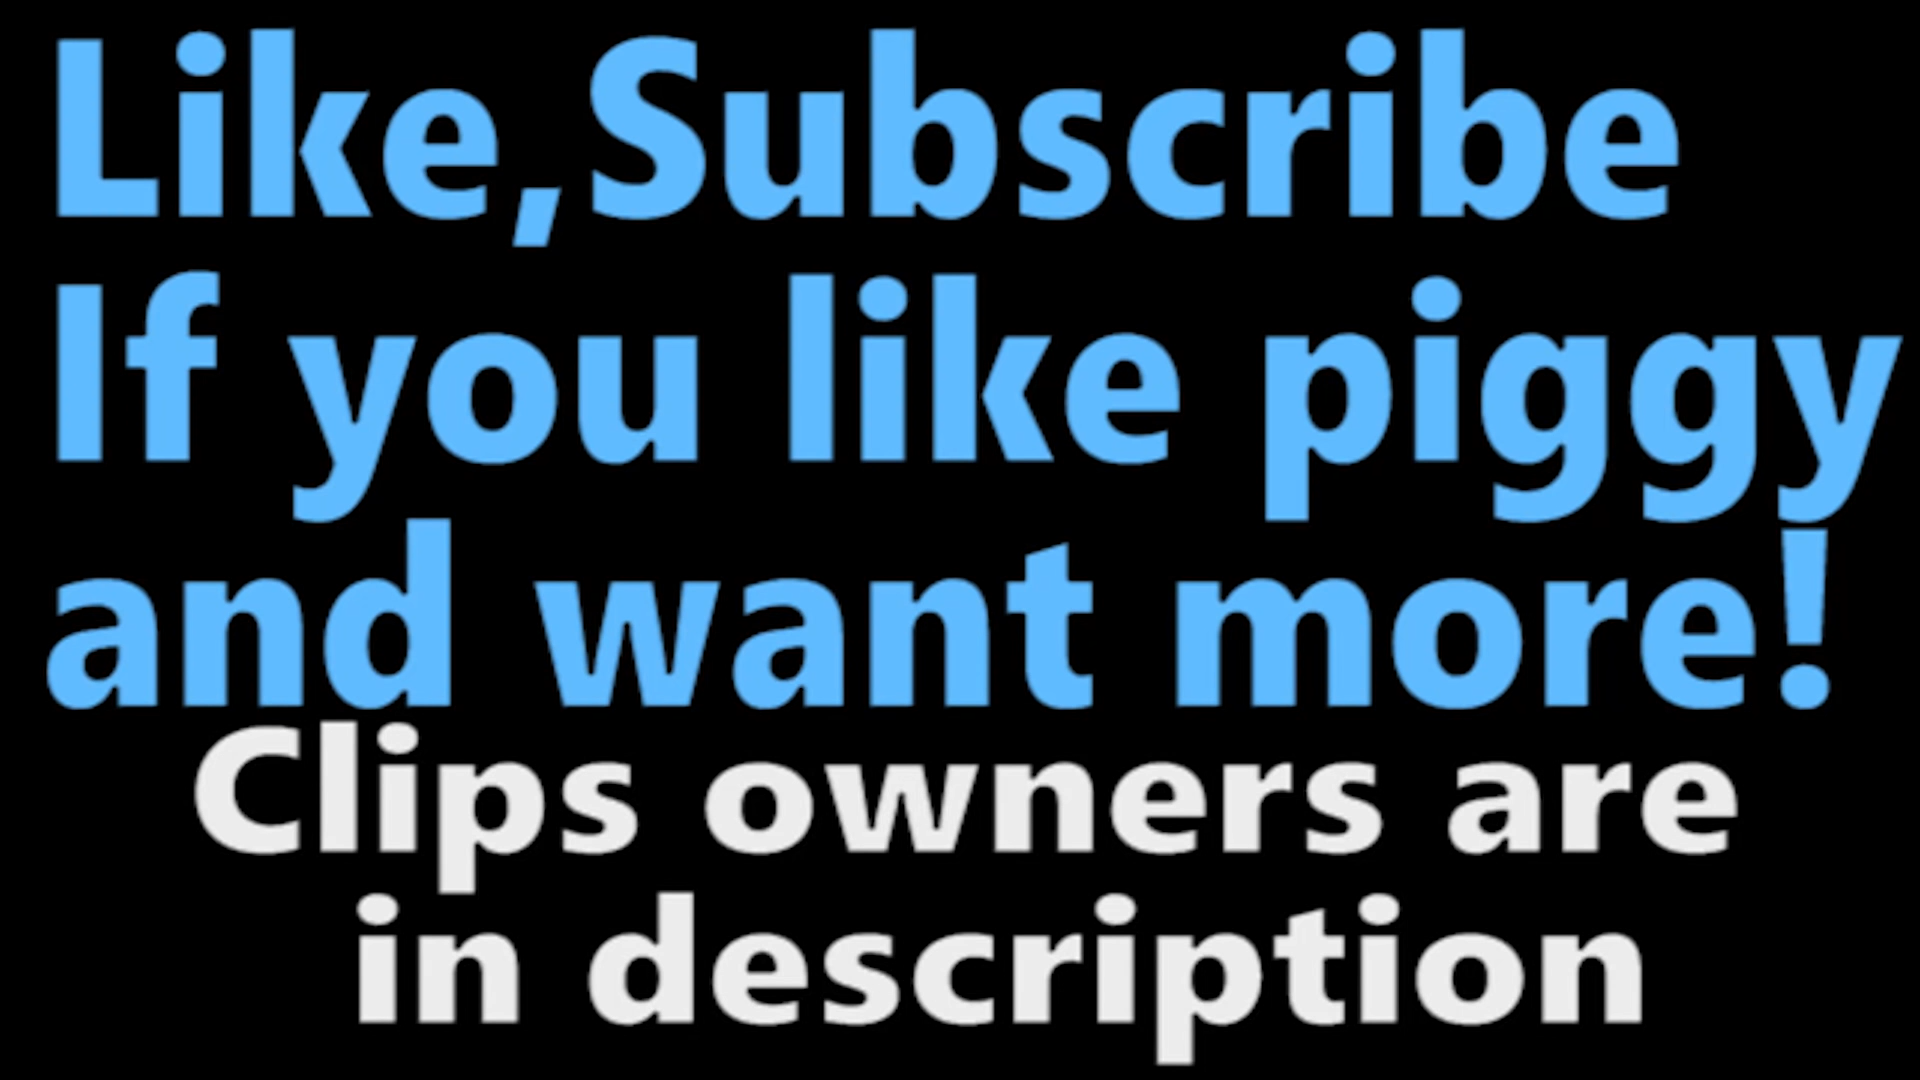 Like,Subscribe
If you like piggy
and want more!
Clips owners are
in description